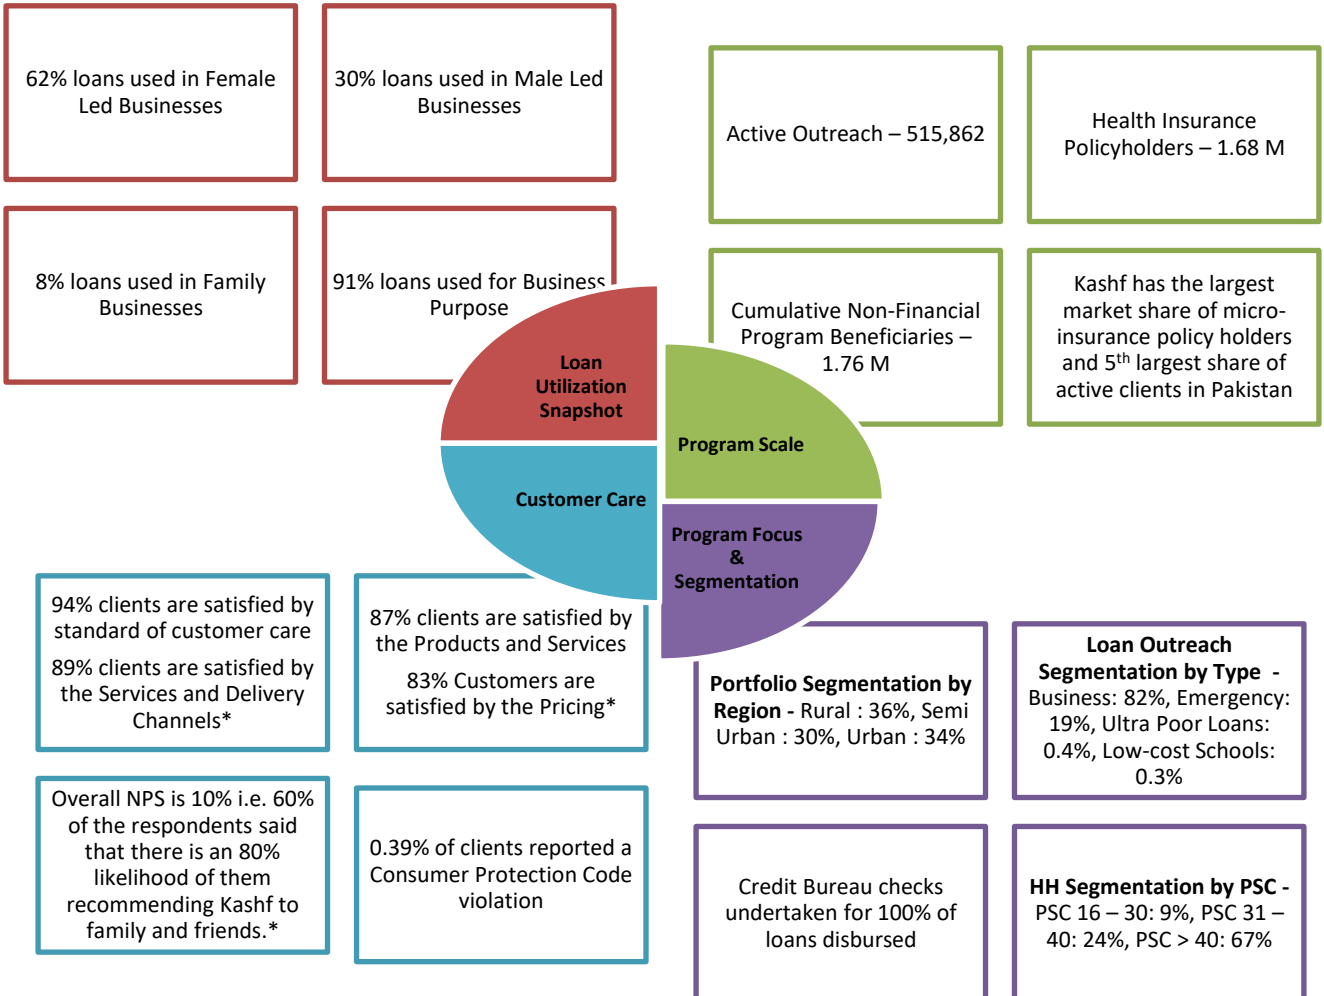 62% loans used in Female
Led Businesses
30% loans used in Male Led
Businesses
8% loans used in Family
Businesses
91% loans used for Business
Purpose
Active Outreach – 515,862
Health Insurance
Policyholders – 1.68 M
Cumulative Non-Financial
Program Beneficiaries –
1.76 M
Kashf has the largest
market share of micro-
insurance policy holders
and 5th largest share of
active clients in Pakistan
Loan
Utilization
Snapshot
Program Scale
Customer Care
Program Focus
&
Segmentation
94% clients are satisfied by
standard of customer care
89% clients are satisfied by
the Services and Delivery
Channels*
87% clients are satisfied by
the Products and Services
83% Customers are
satisfied by the Pricing*
Overall NPS is 10% i.e. 60%
of the respondents said
that there is an 80%
likelihood of them
recommending Kashf to
family and friends.*
0.39% of clients reported a
Consumer Protection Code
violation
Portfolio Segmentation by
Region - Rural : 36%, Semi
Urban : 30%, Urban : 34%
Loan Outreach
Segmentation by Type -
Business: 82%, Emergency:
19%, Ultra Poor Loans:
0.4%, Low-cost Schools:
0.3%
Credit Bureau checks
undertaken for 100% of
loans disbursed
HH Segmentation by PSC -
PSC 16 – 30: 9%, PSC 31 –
40: 24%, PSC > 40: 67%